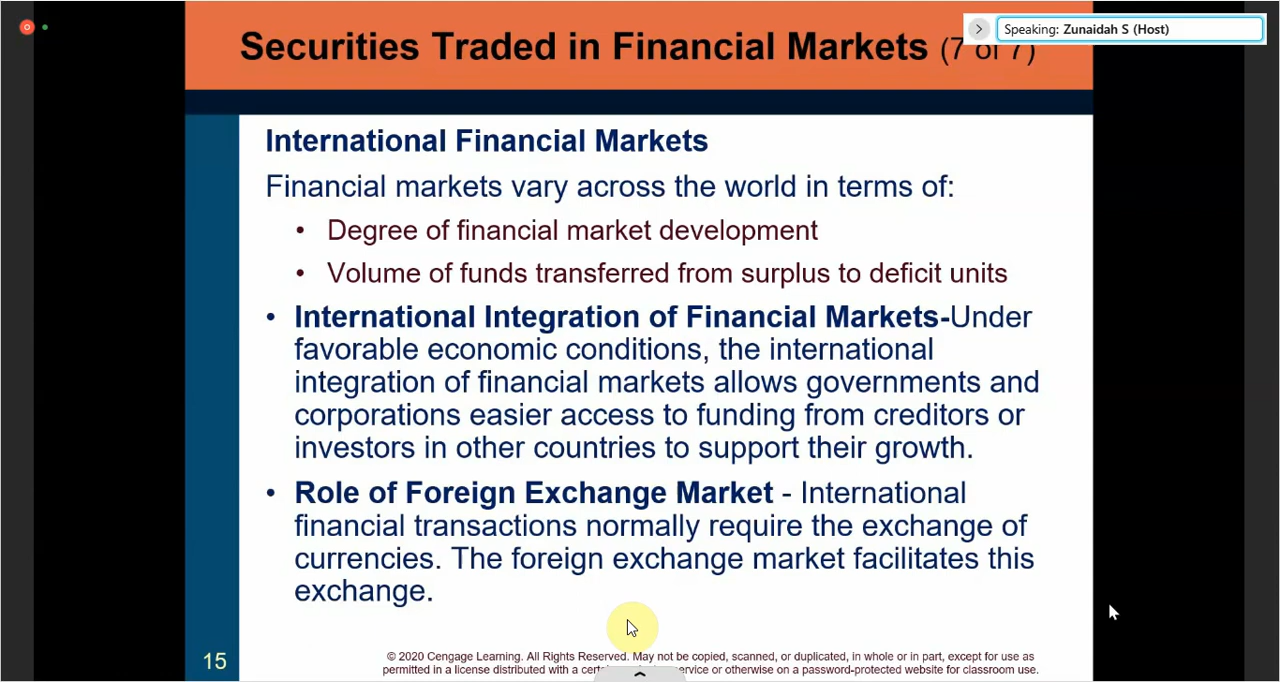 Securities Traded in Financial Markets (7 of 7)
Speaking: Zunaidah S (Host)
International Financial Markets
Financial markets vary across the world in terms of:
• Degree of financial market development
• Volume of funds transferred from surplus to deficit units
• International Integration of Financial Markets-Under
favorable economic conditions, the international
integration of financial markets allows governments and
corporations easier access to funding from creditors or
investors in other countries to support their growth.
• Role of Foreign Exchange Market - International
financial transactions normally require the exchange of
currencies. The foreign exchange market facilitates this
exchange.
15
© 2020 Cengage Learning. All Rights Reserved. May not be copied, scanned, or duplicated, in whole or in part, except for use as
permitted in a license distributed with a service or otherwise on a password-protected website for classroom use.